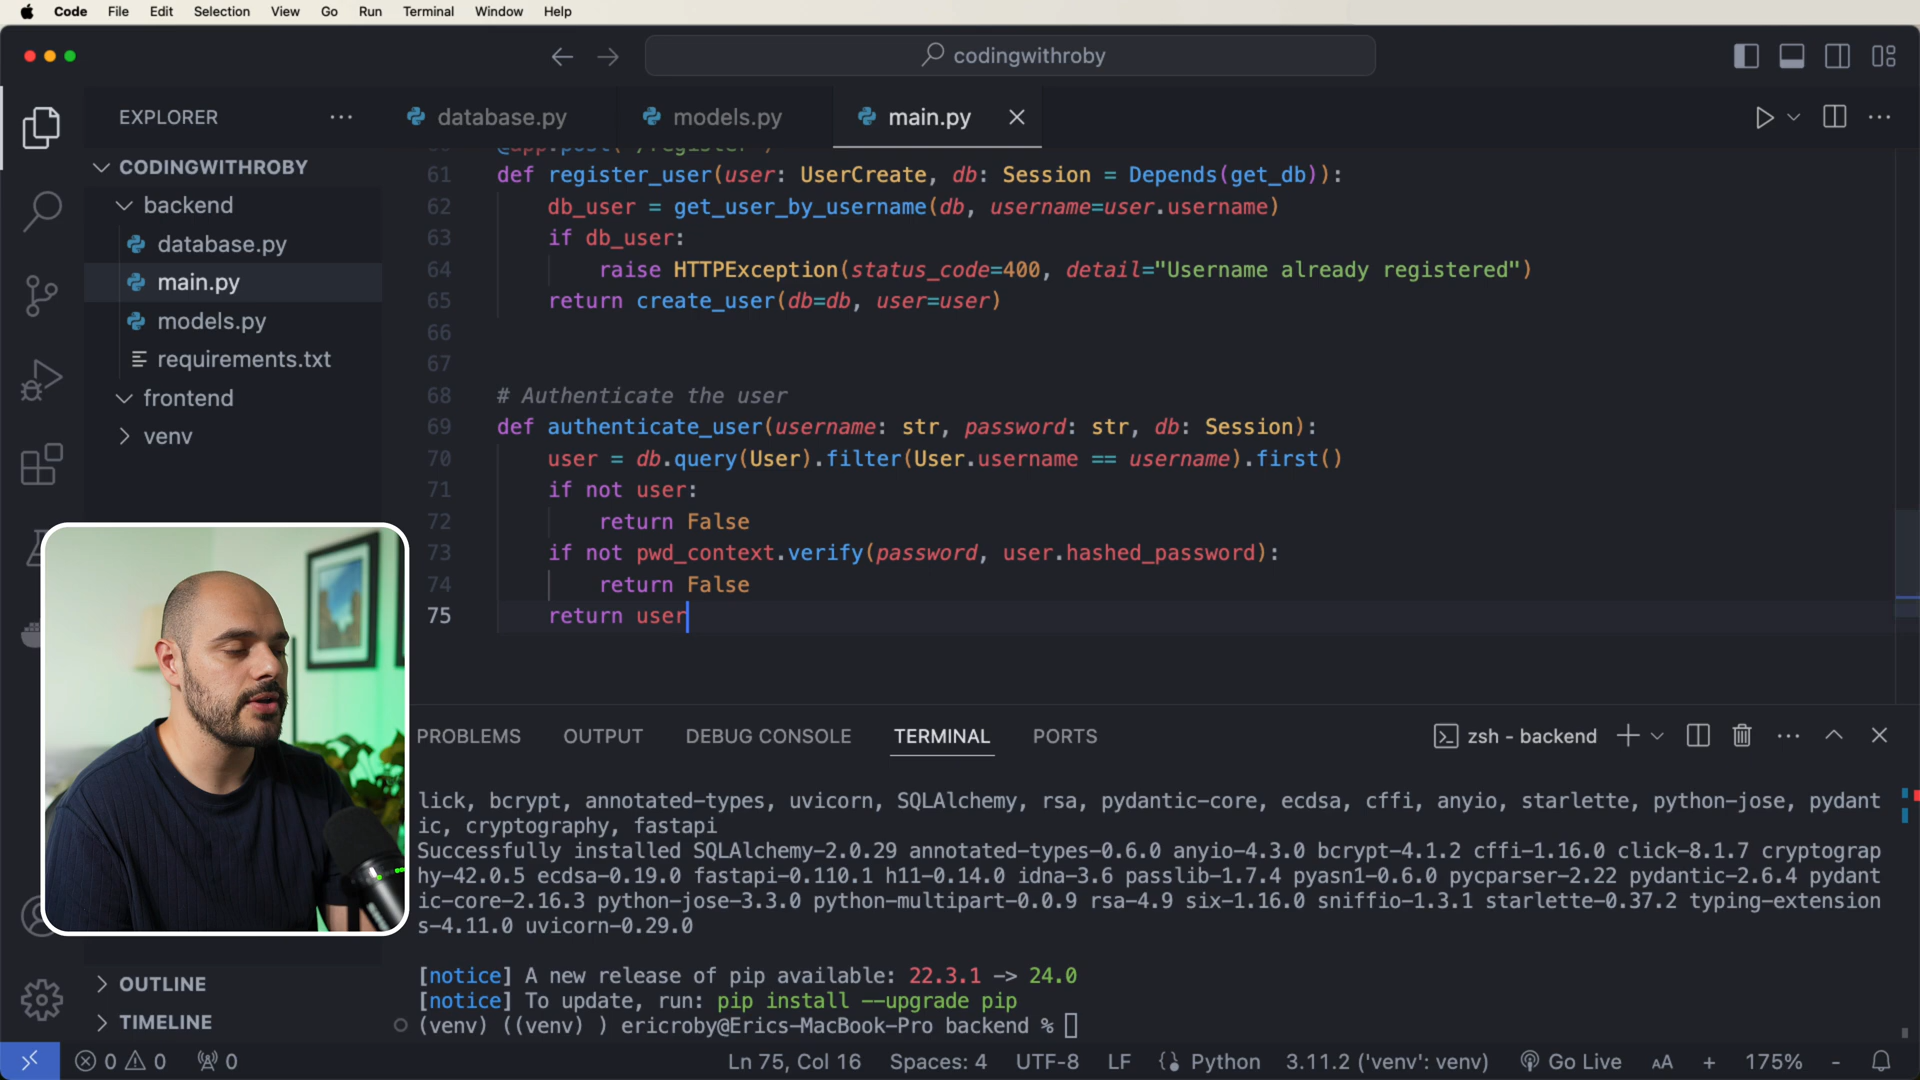 Code File Edit Selection View Go Run Terminal Window Help
codingwithroby
EXPLORER
CODINGWITHROBY
backend
database.py
main.py
models.py
requirements.txt
frontend
venv
OUTLINE
TIMELINE
database.py models.py main.py
@app.post("/register")
61 def register_user(user: UserCreate, db: Session = Depends(get_db)):
62 db_user = get_user_by_username(db, username=user.username)
63 if db_user:
64 raise HTTPException(status_code=400, detail="Username already registered")
65 return create_user(db=db, user=user)
66
67
68 # Authenticate the user
69 def authenticate_user(username: str, password: str, db: Session):
70 user = db.query(User).filter(User.username == username).first()
71 if not user:
72 return False
73 if not pwd_context.verify(password, user.hashed_password):
74 return False
75 return user
PROBLEMS OUTPUT DEBUG CONSOLE TERMINAL PORTS zsh - backend
lick, bcrypt, annotated-types, uvicorn, SQLAlchemy, rsa, pydantic-core, ecdsa, cffi, anyio, starlette, python-jose, pydant
ic, cryptography, fastapi
Successfully installed SQLAlchemy-2.0.29 annotated-types-0.6.0 anyio-4.3.0 bcrypt-4.1.2 cffi-1.16.0 click-8.1.7 cryptograp
hy-42.0.5 ecdsa-0.19.0 fastapi-0.110.1 h11-0.14.0 idna-3.6 passlib-1.7.4 pyasn1-0.6.0 pycparser-2.22 pydantic-2.6.4 pydant
ic-core-2.16.3 python-jose-3.3.0 python-multipart-0.0.9 rsa-4.9 six-1.16.0 sniffio-1.3.1 starlette-0.37.2 typing-extension
s-4.11.0 uvicorn-0.29.0
[notice] A new release of pip available: 22.3.1 -> 24.0
[notice] To update, run: pip install --upgrade pip
(venv) ((venv) ) ericroby@Erics-MacBook-Pro backend %
0 0 0 Ln 75, Col 16 Spaces: 4 UTF-8 LF Python 3.11.2 ('venv': venv) Go Live AA + 175% -